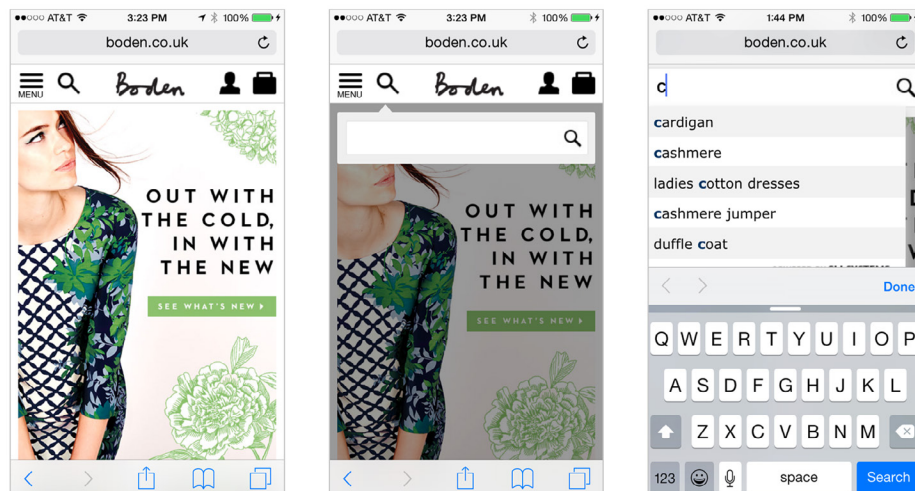 AT&T 3:23 PM 100%
boden.co.uk
MENU
Boden
OUT WITH
THE COLD,
IN WITH
THE NEW
SEE WHAT'S NEW
AT&T 3:23 PM 100%
boden.co.uk
MENU
Boden
OUT WITH
THE COLD,
IN WITH
THE NEW
SEE WHAT'S NEW
AT&T 1:44 PM 100%
boden.co.uk
c
cardigan
cashmere
ladies cotton dresses
cashmere jumper
duffle coat
Done
Q W E R T Y U I O P
A S D F G H J K L
Z X C V B N M
123 space Search